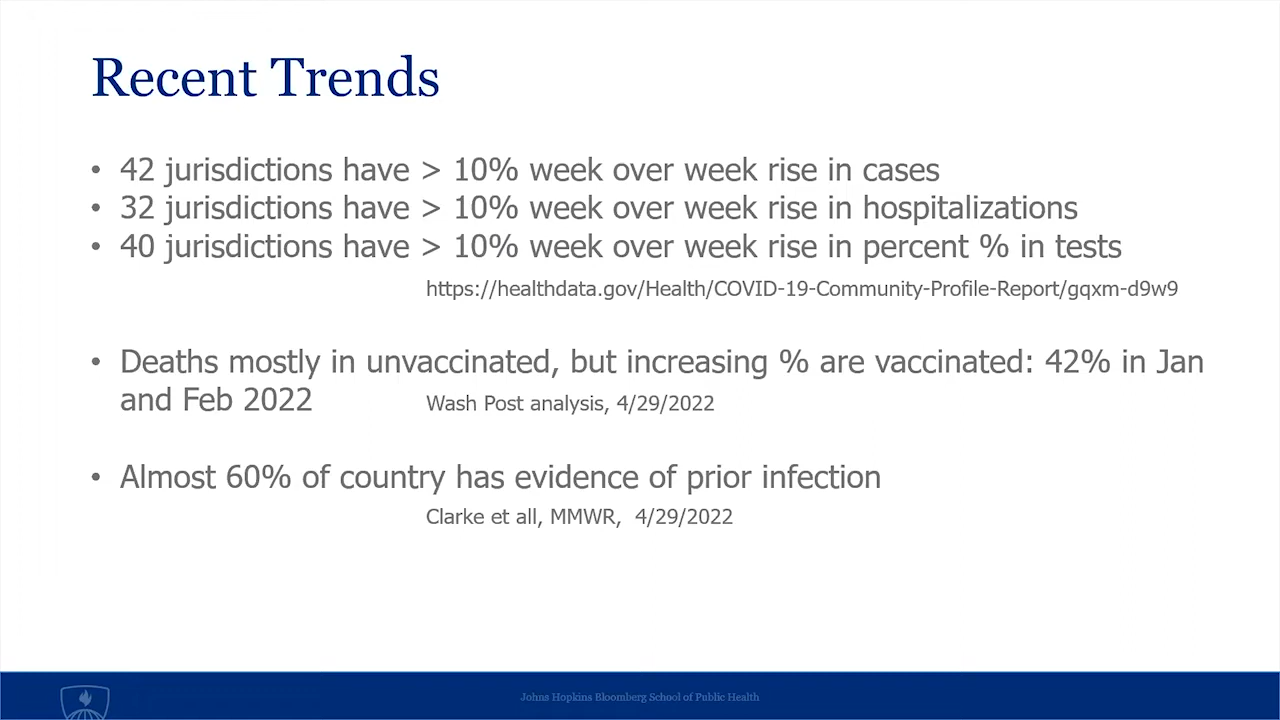 Recent Trends
• 42 jurisdictions have > 10% week over week rise in cases
• 32 jurisdictions have > 10% week over week rise in hospitalizations
• 40 jurisdictions have > 10% week over week rise in percent % in tests
https://healthdata.gov/Health/COVID-19-Community-Profile-Report/gqxm-d9w9
• Deaths mostly in unvaccinated, but increasing % are vaccinated: 42% in Jan
and Feb 2022 Wash Post analysis, 4/29/2022
• Almost 60% of country has evidence of prior infection
Clarke et all, MMWR, 4/29/2022
Johns Hopkins Bloomberg School of Public Health